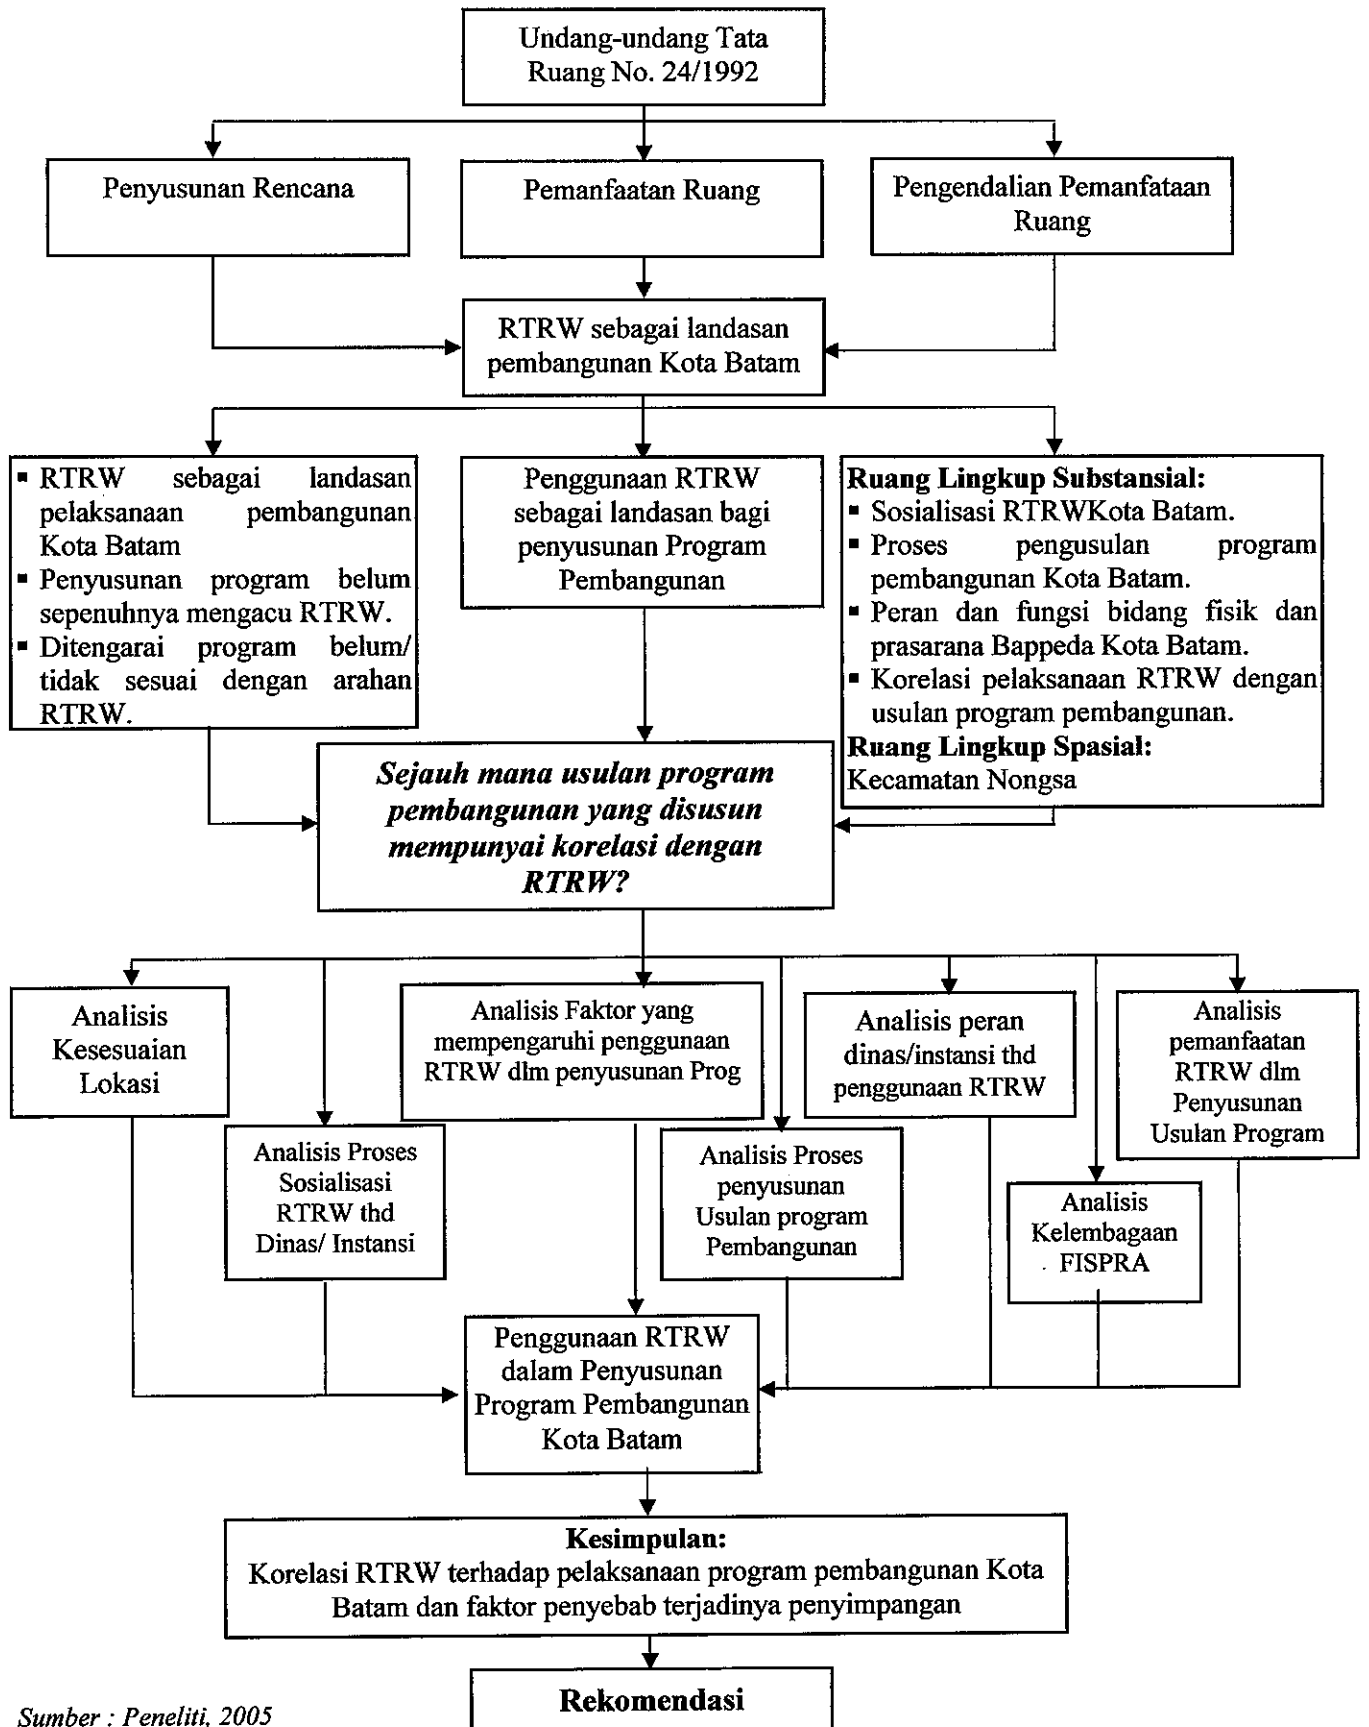 Undang-undang Tata
Ruang No. 24/1992
Penyusunan Rencana
Pemanfaatan Ruang
Pengendalian Pemanfataan
Ruang
RTRW sebagai landasan
pembangunan Kota Batam
▪ RTRW sebagai landasan
pelaksanaan pembangunan
Kota Batam
▪ Penyusunan program belum
sepenuhnya mengacu RTRW.
▪ Ditengarai program belum/
tidak sesuai dengan arahan
RTRW.
Penggunaan RTRW
sebagai landasan bagi
penyusunan Program
Pembangunan
Ruang Lingkup Substansial:
▪ Sosialisasi RTRWKota Batam.
▪ Proses pengusulan program
pembangunan Kota Batam.
▪ Peran dan fungsi bidang fisik dan
prasarana Bappeda Kota Batam.
▪ Korelasi pelaksanaan RTRW dengan
usulan program pembangunan.
Ruang Lingkup Spasial:
Kecamatan Nongsa
Sejauh mana usulan program
pembangunan yang disusun
mempunyai korelasi dengan
RTRW?
Analisis
Kesesuaian
Lokasi
Analisis Proses
Sosialisasi
RTRW thd
Dinas/ Instansi
Analisis Faktor yang
mempengaruhi penggunaan
RTRW dlm penyusunan Prog
Analisis Proses
penyusunan
Usulan program
Pembangunan
Analisis peran
dinas/instansi thd
penggunaan RTRW
Analisis
Kelembagaan
FISPRA
Analisis
pemanfatan
RTRW dlm
Penyusunan
Usulan Program
Penggunaan RTRW
dalam Penyusunan
Program Pembangunan
Kota Batam
Kesimpulan:
Korelasi RTRW terhadap pelaksanaan program pembangunan Kota
Batam dan faktor penyebab terjadinya penyimpangan
Rekomendasi
Sumber : Peneliti, 2005